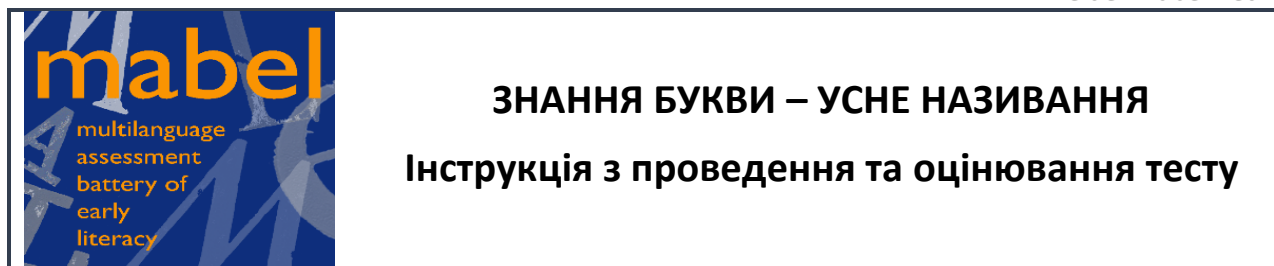 mabel
multilanguage
assessment
battery of
early
literacy
ЗНАННЯ БУКВИ – УСНЕ НАЗИВАННЯ
Інструкція з проведення та оцінювання тесту